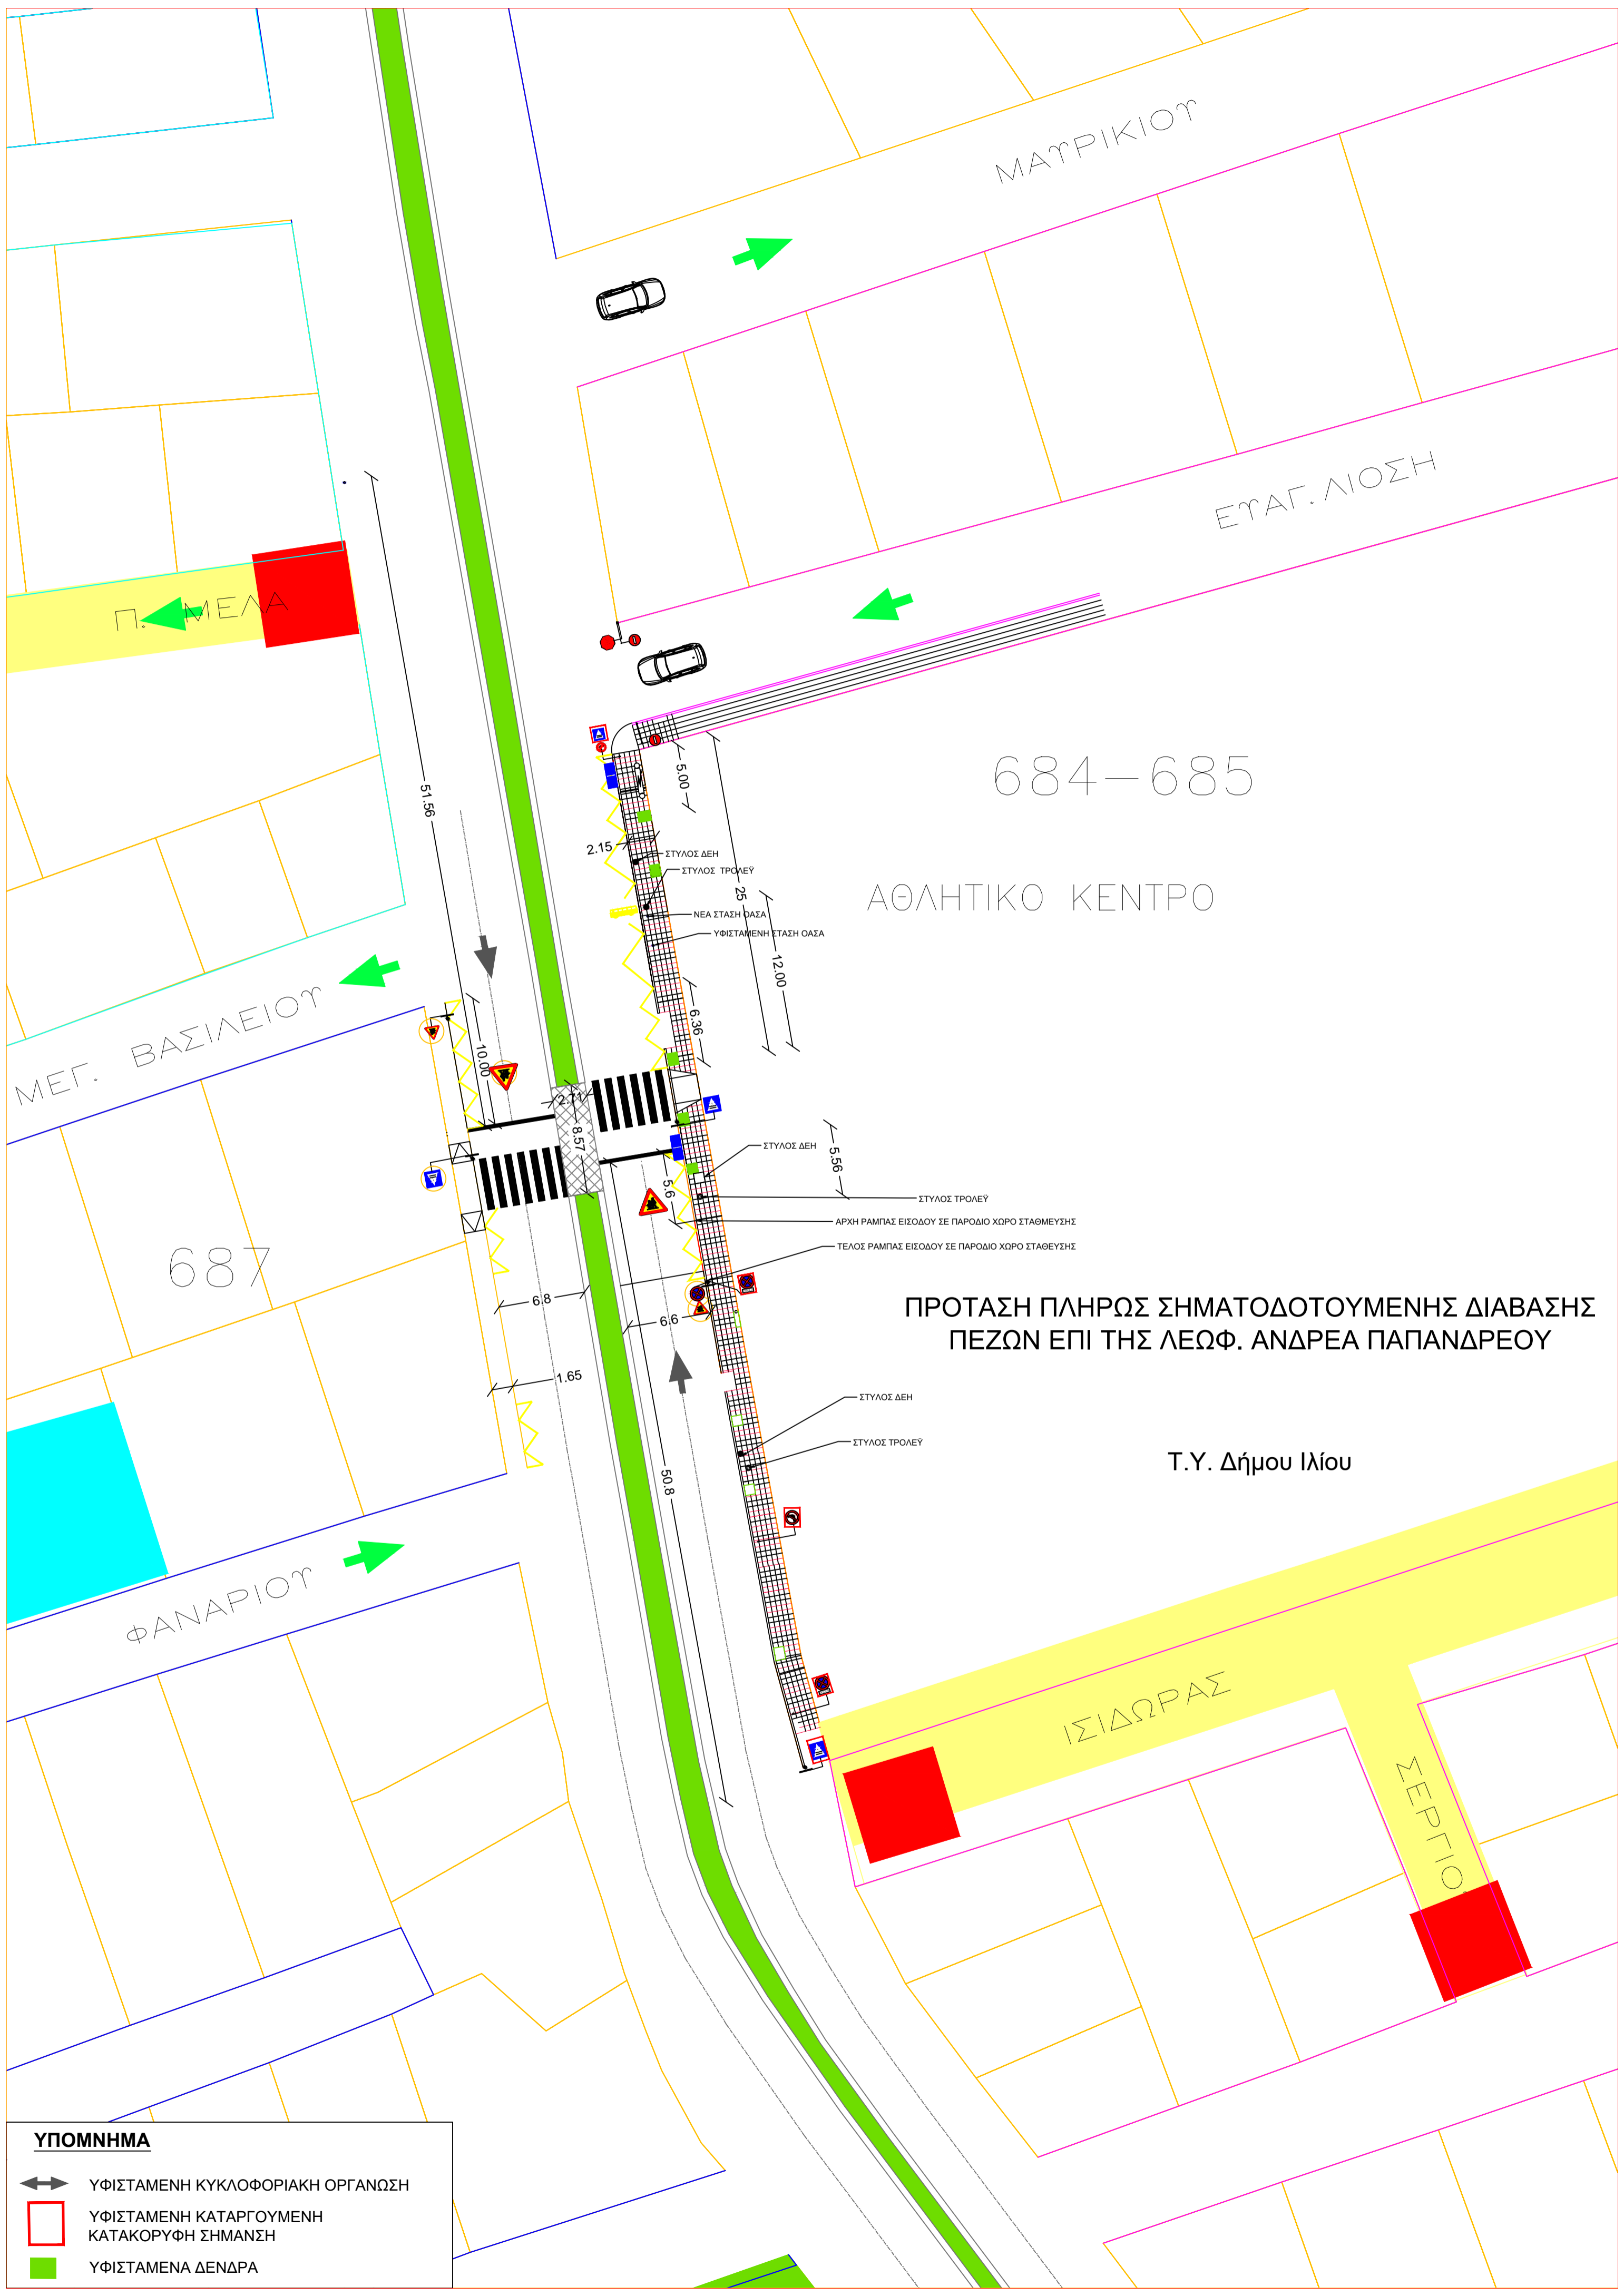 ΜΑΥΡΙΚΙΟΥ
ΕΥΑΓ. ΛΙΟΣΗ
Π. ΜΕΛΑ
684-685
51.56
5.00
2.15
ΣΤΥΛΟΣ ΔΕΗ
ΣΤΥΛΟΣ ΤΡΟΛΕΫ
25
ΑΘΛΗΤΙΚΟ ΚΕΝΤΡΟ
ΝΕΑ ΣΤΑΣΗ ΟΑΣΑ
ΥΦΙΣΤΑΜΕΝΗ ΣΤΑΣΗ ΟΑΣΑ
12.00
6.36
ΜΕΓ. ΒΑΣΙΛΕΙΟΥ
10.00
2.71
8.57
ΣΤΥΛΟΣ ΔΕΗ
5.56
5.6
ΣΤΥΛΟΣ ΤΡΟΛΕΫ
ΑΡΧΗ ΡΑΜΠΑΣ ΕΙΣΟΔΟΥ ΣΕ ΠΑΡΟΔΙΟ ΧΩΡΟ ΣΤΑΘΜΕΥΣΗΣ
ΤΕΛΟΣ ΡΑΜΠΑΣ ΕΙΣΟΔΟΥ ΣΕ ΠΑΡΟΔΙΟ ΧΩΡΟ ΣΤΑΘΕΥΣΗΣ
687
6.8
6.6
ΠΡΟΤΑΣΗ ΠΛΗΡΩΣ ΣΗΜΑΤΟΔΟΤΟΥΜΕΝΗΣ ΔΙΑΒΑΣΗΣ
ΠΕΖΩΝ ΕΠΙ ΤΗΣ ΛΕΩΦ. ΑΝΔΡΕΑ ΠΑΠΑΝΔΡΕΟΥ
1.65
ΣΤΥΛΟΣ ΔΕΗ
ΣΤΥΛΟΣ ΤΡΟΛΕΫ
Τ.Υ. Δήμου Ιλίου
50.8
ΦΑΝΑΡΙΟΥ
ΙΣΙΔΩΡΑΣ
ΣΕΡΓΙΟ
ΥΠΟΜΝΗΜΑ
ΥΦΙΣΤΑΜΕΝΗ ΚΥΚΛΟΦΟΡΙΑΚΗ ΟΡΓΑΝΩΣΗ
ΥΦΙΣΤΑΜΕΝΗ ΚΑΤΑΡΓΟΥΜΕΝΗ
ΚΑΤΑΚΟΡΥΦΗ ΣΗΜΑΝΣΗ
ΥΦΙΣΤΑΜΕΝΑ ΔΕΝΔΡΑ